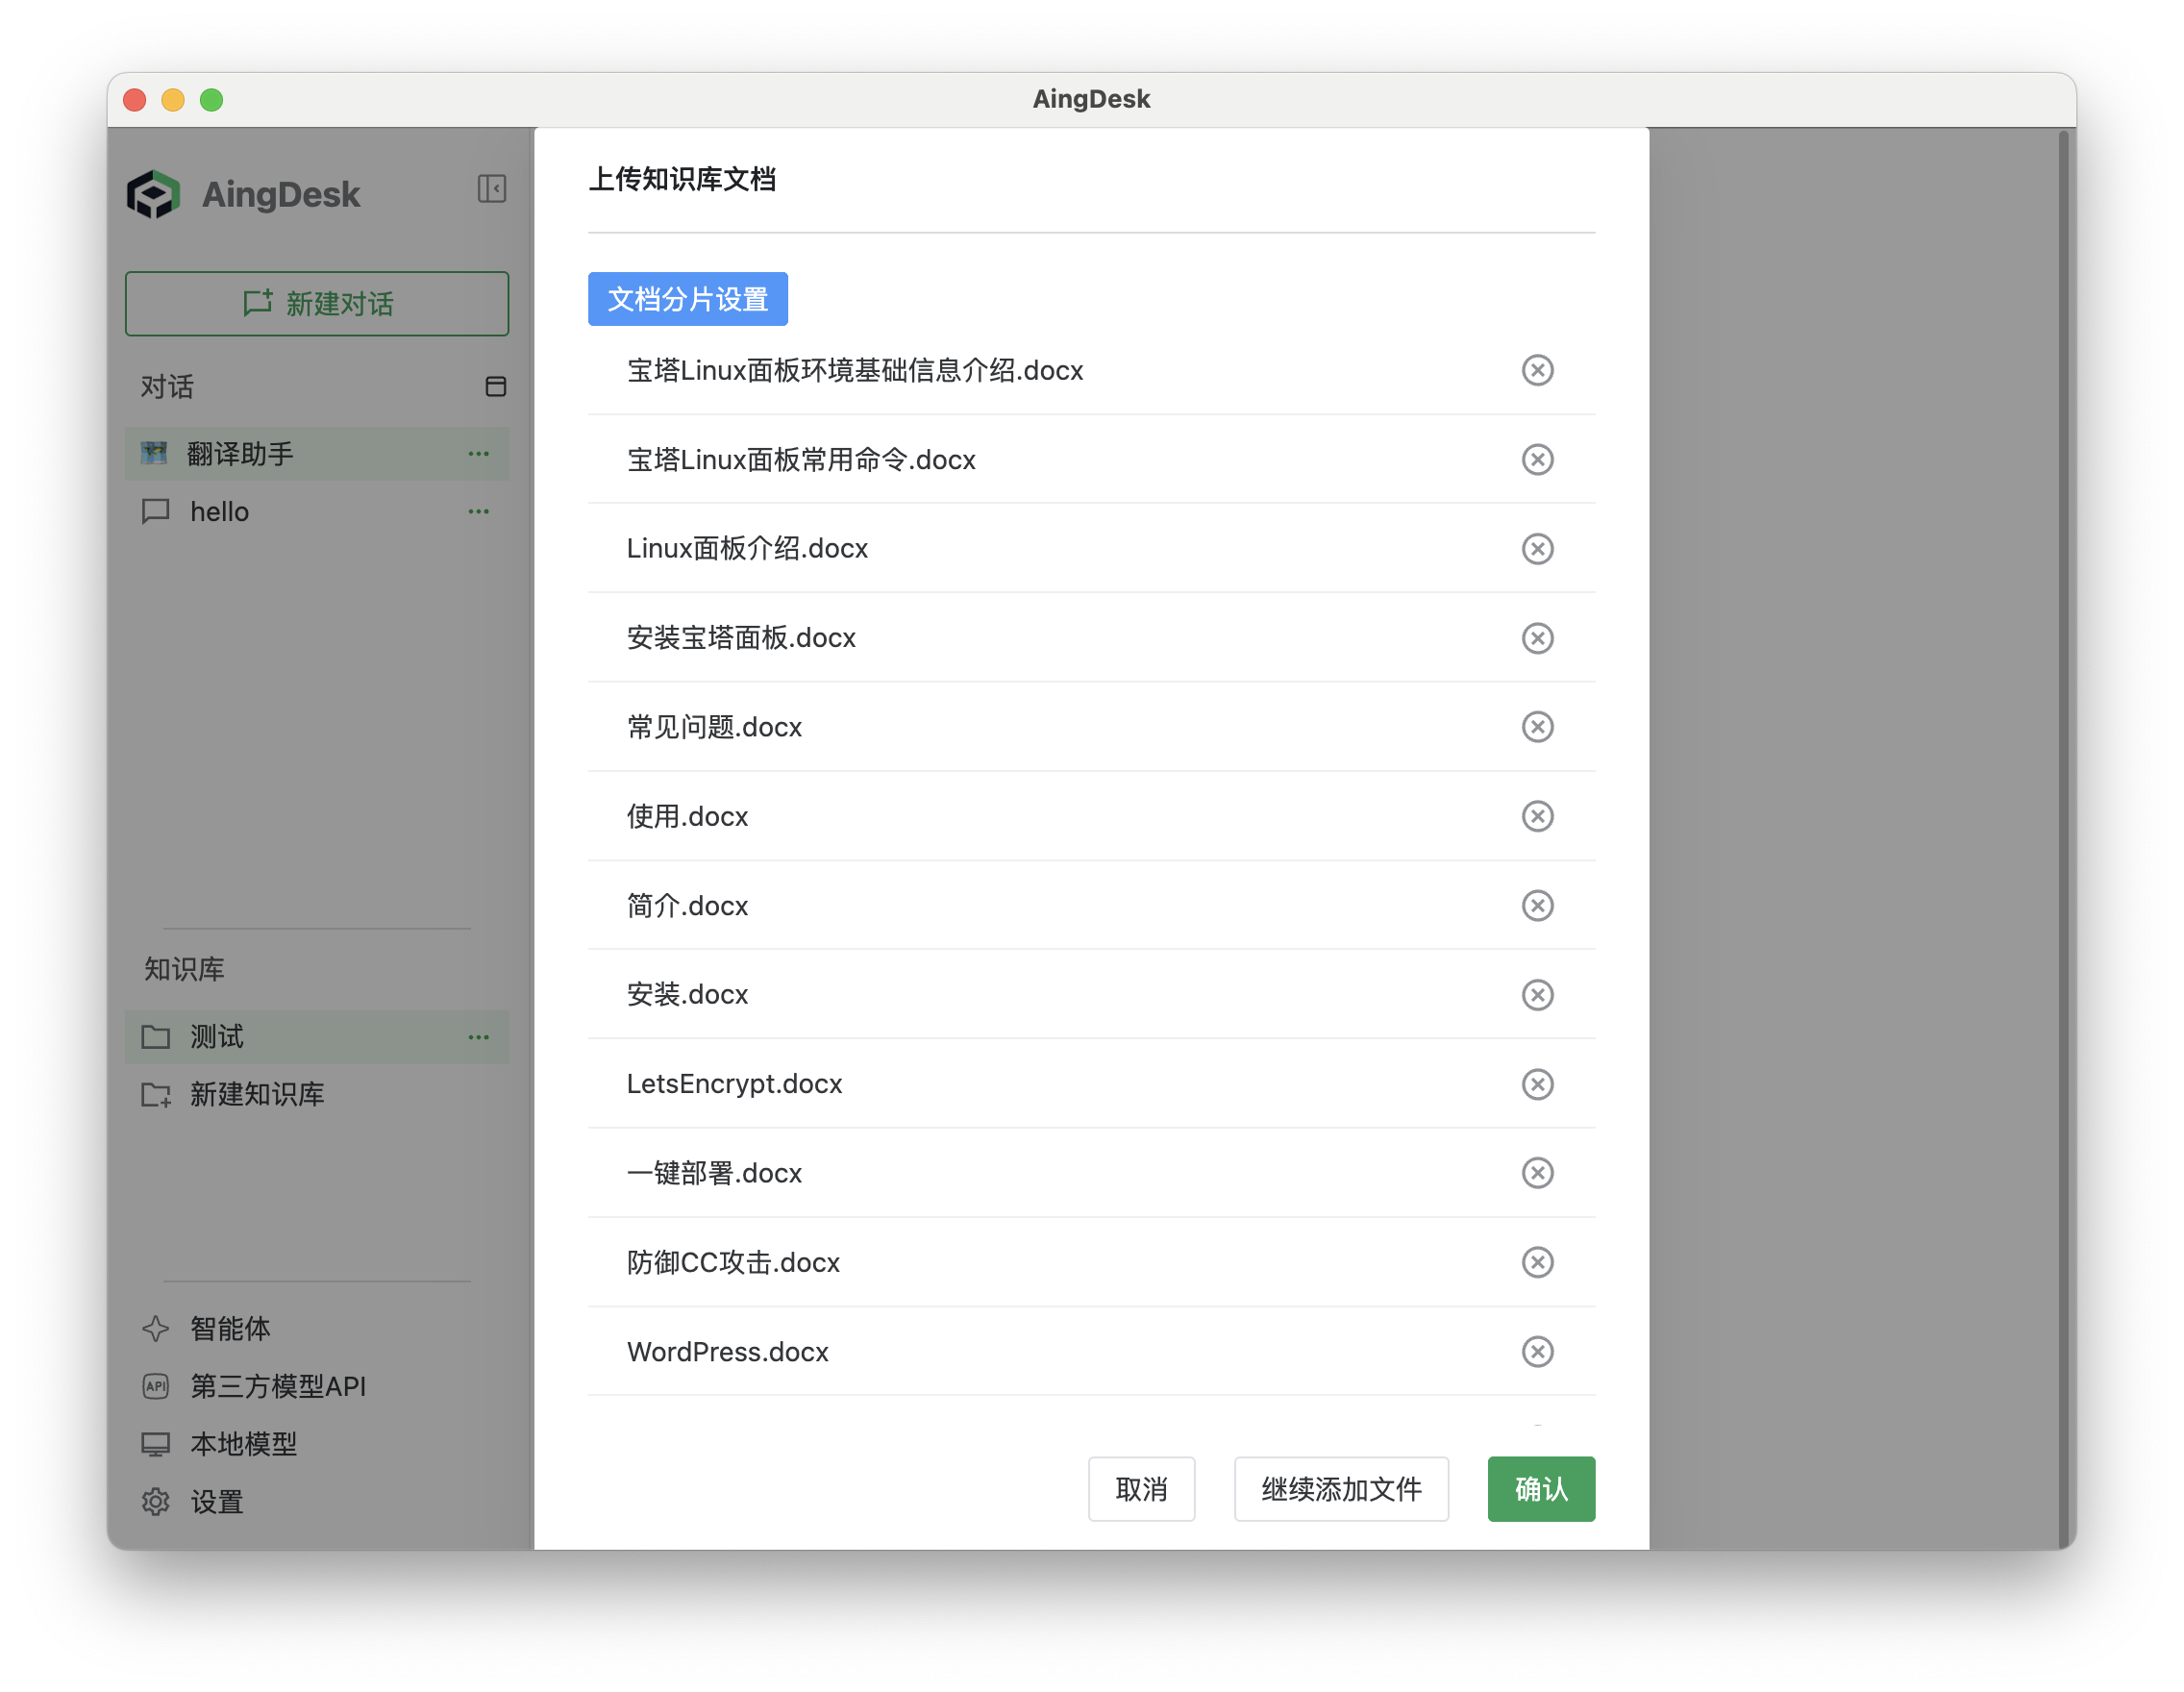 AingDesk
AingDesk
新建对话
对话
翻译助手
hello
知识库
测试
新建知识库
智能体
API
第三方模型API
本地模型
设置
上传知识库文档
文档分片设置
宝塔Linux面板环境基础信息介绍.docx
宝塔Linux面板常用命令.docx
Linux面板介绍.docx
安装宝塔面板.docx
常见问题.docx
使用.docx
简介.docx
安装.docx
LetsEncrypt.docx
一键部署.docx
防御CC攻击.docx
WordPress.docx
取消
继续添加文件
确认